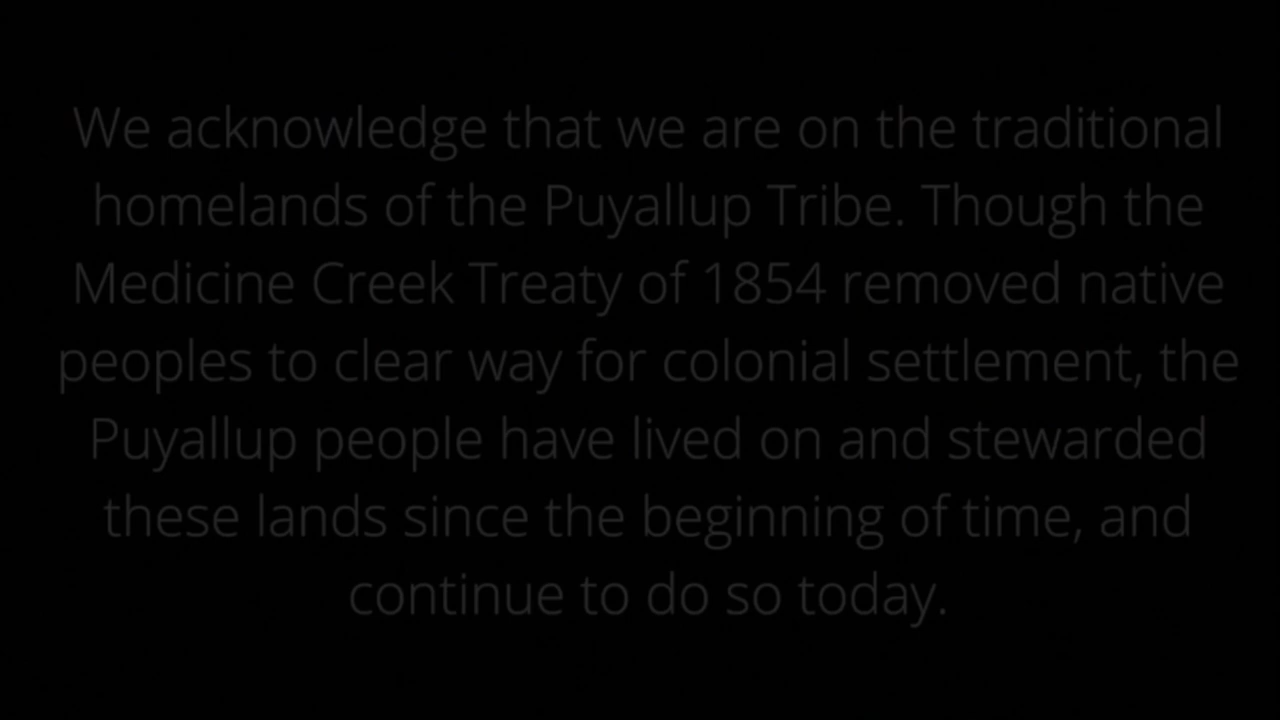 We acknowledge that we are on the traditional
homelands of the Puyallup Tribe. Though the
Medicine Creek Treaty of 1854 removed native
peoples to clear way for colonial settlement, the
Puyallup people have lived on and stewarded
these lands since the beginning of time, and
continue to do so today.